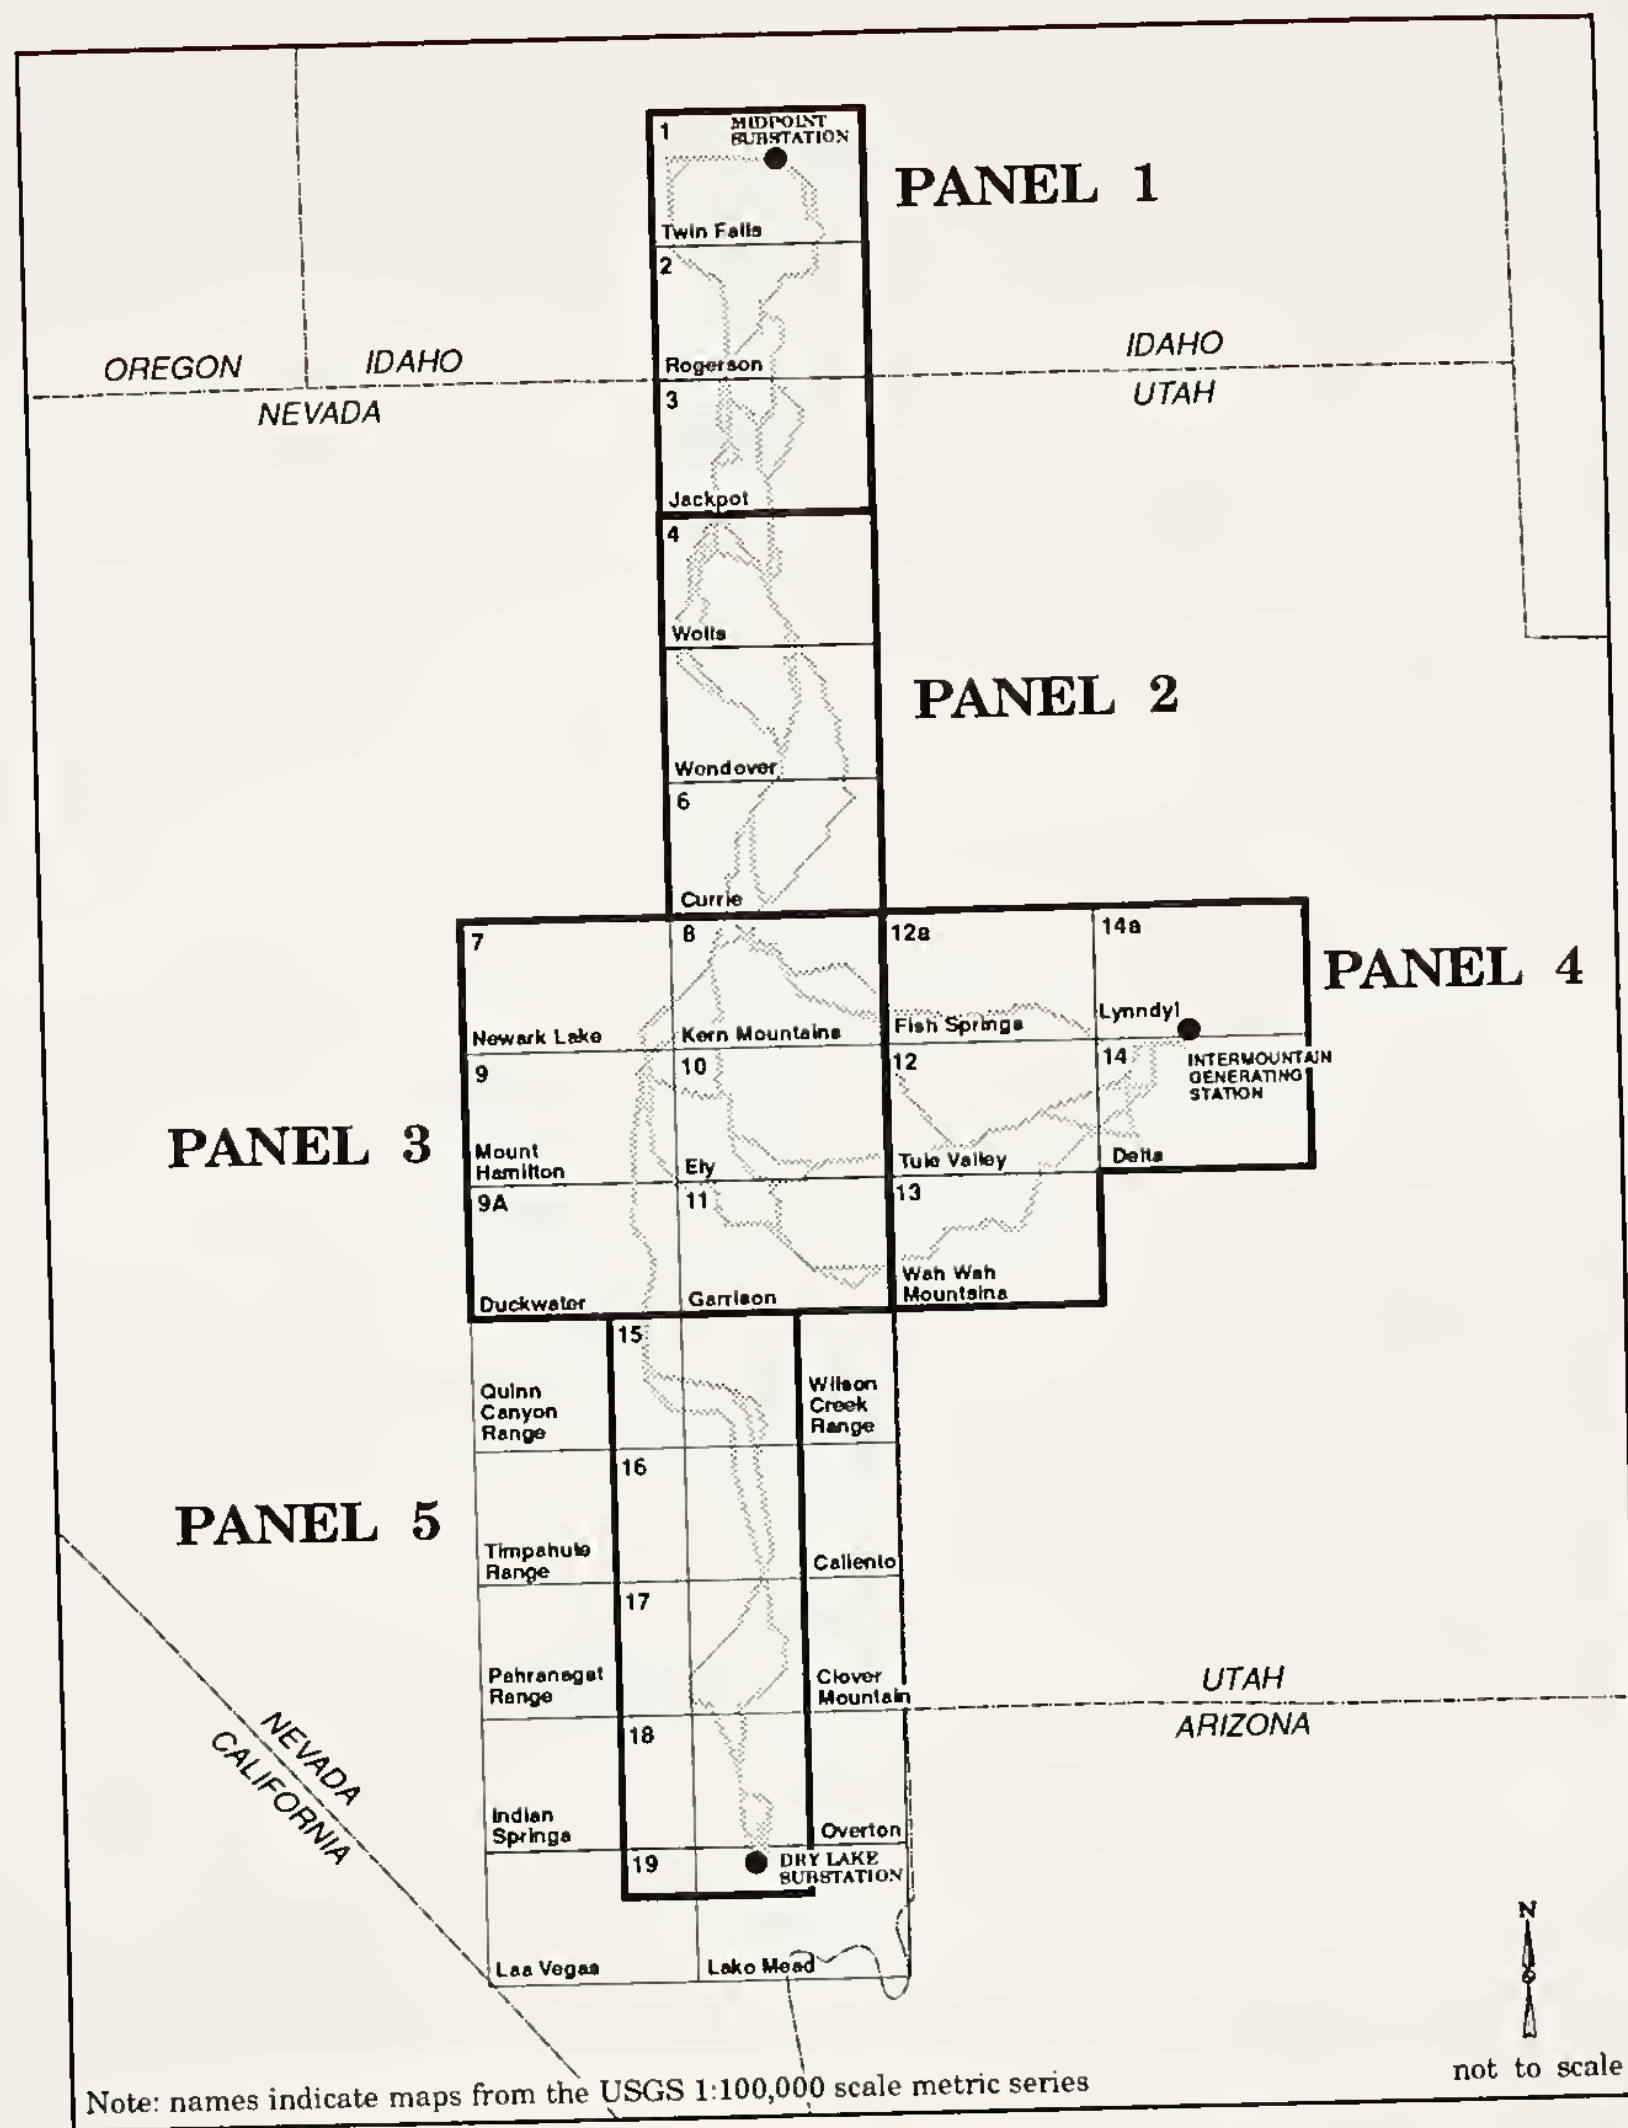 1
MIDPOINT
SUBSTATION
PANEL 1
Twin Falls
2
OREGON
IDAHO
Rogerson
IDAHO
NEVADA
UTAH
3
Jackpot
4
Wolls
PANEL 2
Wondover
6
Currie
7
8
12a
14a
PANEL 4
Newark Lake
Kern Mountains
Fish Springs
Lynndyl
9
10
12
14
INTERMOUNTAIN
GENERATING
STATION
PANEL 3
Mount
Hamilton
Ely
Tule Valley
Delta
9A
11
13
Duckwater
Garrison
Wah Wah
Mountains
15
Quinn
Canyon
Range
Wilson
Creek
Range
16
PANEL 5
Timpahute
Range
Caliento
17
Pahranagat
Range
Clover
Mountain
UTAH
ARIZONA
NEVADA
CALIFORNIA
18
Indian
Springs
Overton
19
DRY LAKE
SUBSTATION
Las Vegas
Lako Mead
N
not to scale
Note: names indicate maps from the USGS 1:100,000 scale metric series